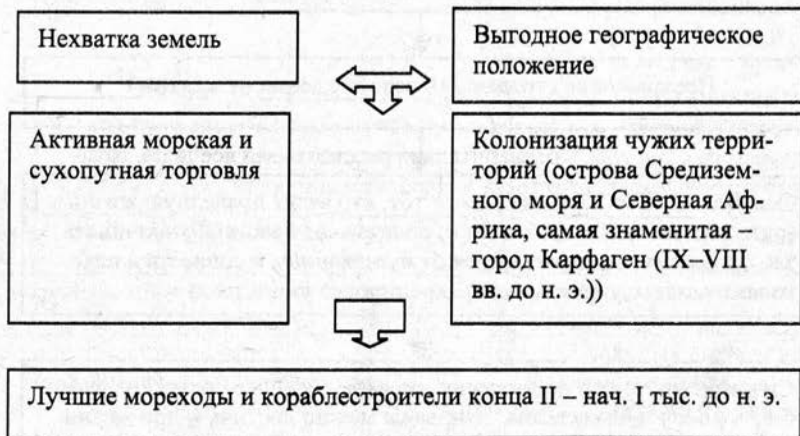 Нехватка земель
Выгодное географическое
положение
Активная морская и
сухопутная торговля
Колонизация чужих терри-
торий (острова Средизем-
ного моря и Северная Аф-
рика, самая знаменитая –
город Карфаген (IX–VIII
вв. до н. э.))
Лучшие мореходы и кораблестроители конца II – нач. I тыс. до н. э.